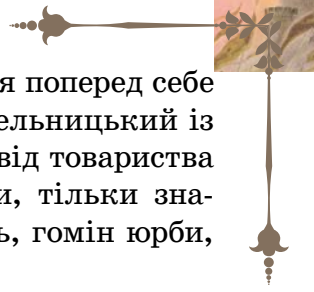 я поперед себе
ельницький із
від товариства
и, тільки зна-
ь, гомін юрби,